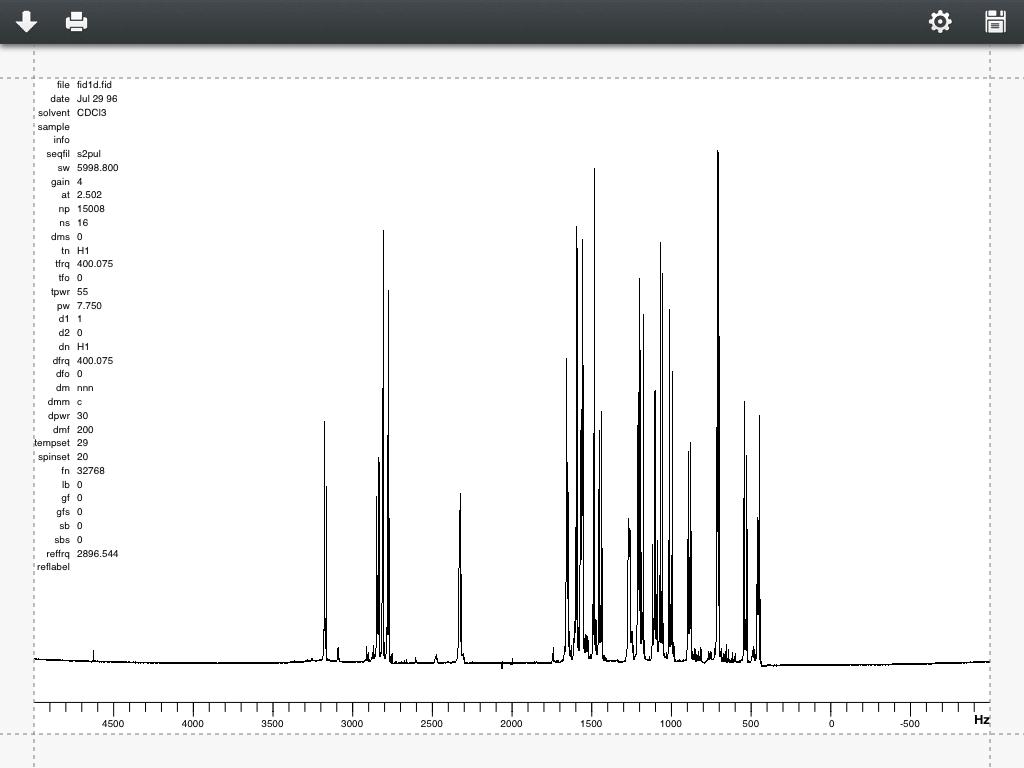 file fid1d.fid
date Jul 29 96
solvent CDCl3
sample
info
seqfil s2pul
sw 5998.800
gain 4
at 2.502
np 15008
ns 16
dms 0
tn H1
tfrq 400.075
tfo 0
tpwr 55
pw 7.750
d1 1
d2 0
dn H1
dfrq 400.075
dfo 0
dm nnn
dmm c
dpwr 30
dmf 200
tempset 29
spinset 20
fn 32768
lb 0
gf 0
gfs 0
sb 0
sbs 0
reffrq 2896.544
reflabel
4500 4000 3500 3000 2500 2000 1500 1000 500 0 -500 Hz